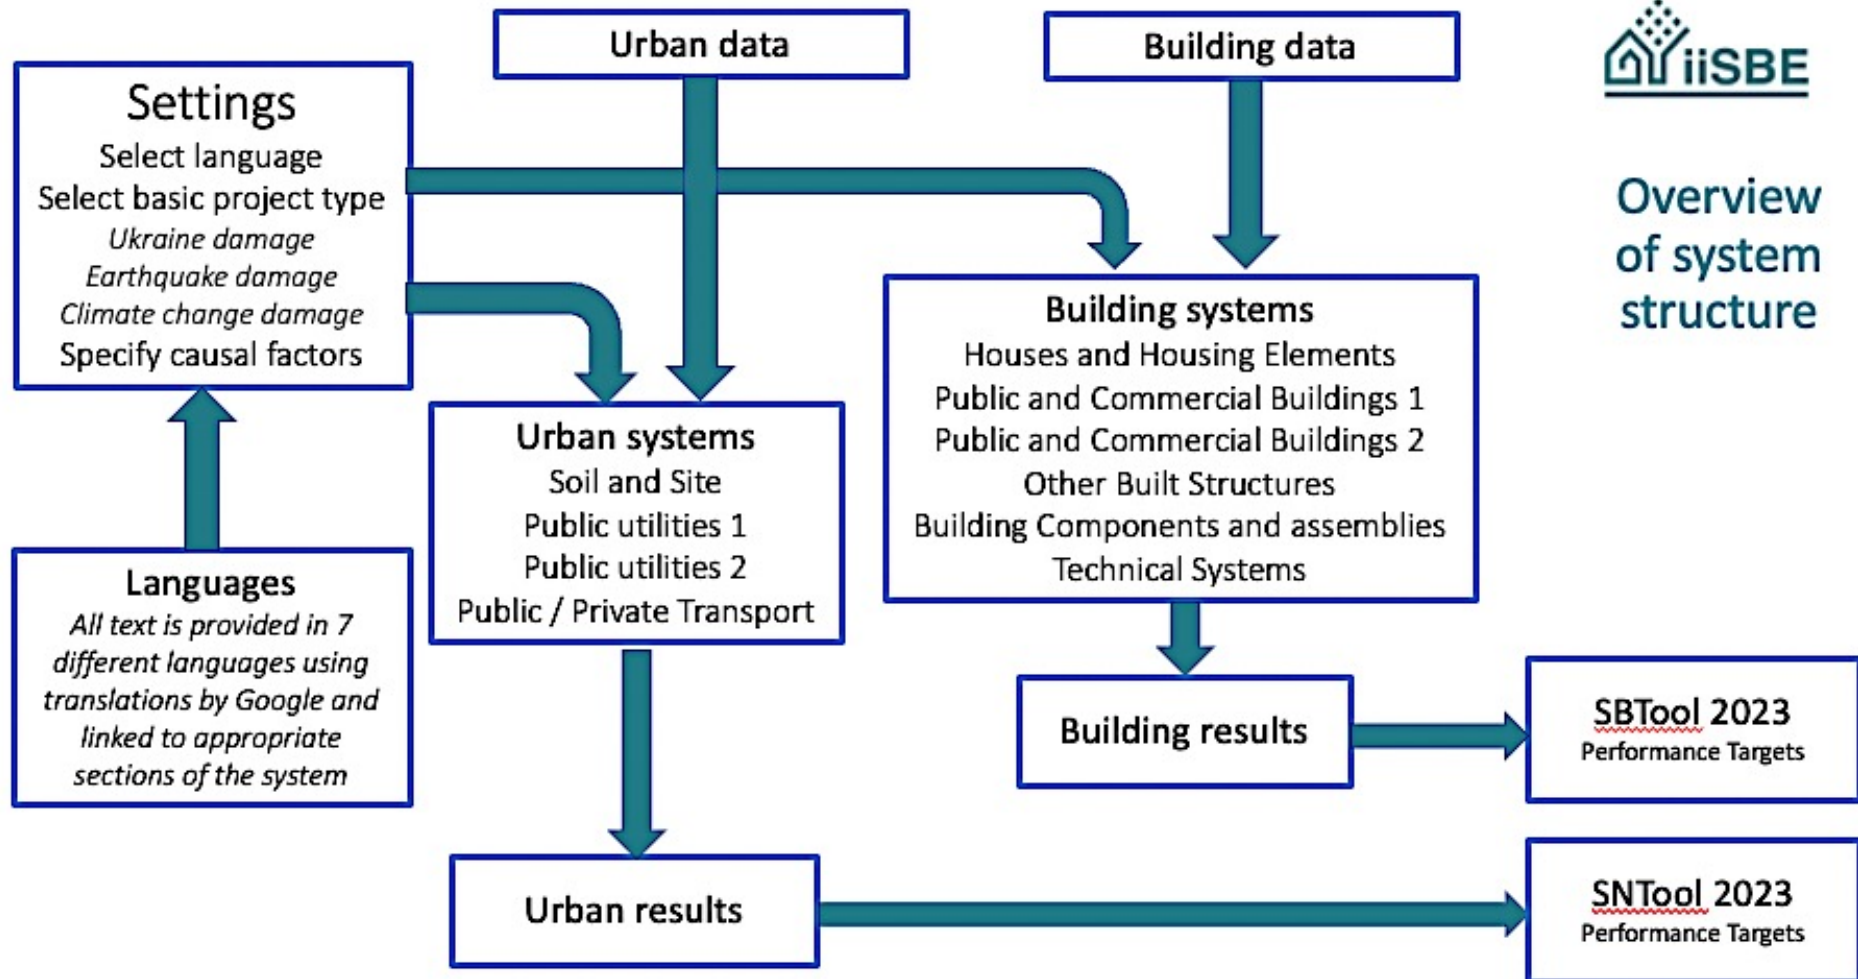 Urban data
Building data
iiSBE
Overview
of system
structure
Settings
Select language
Select basic project type
Ukraine damage
Earthquake damage
Climate change damage
Specify causal factors
Building systems
Houses and Housing Elements
Public and Commercial Buildings 1
Public and Commercial Buildings 2
Other Built Structures
Building Components and assemblies
Technical Systems
Urban systems
Soil and Site
Public utilities 1
Public utilities 2
Public / Private Transport
Languages
All text is provided in 7
different languages using
translations by Google and
linked to appropriate
sections of the system
Building results
SBTool 2023
Performance Targets
Urban results
SNTool 2023
Performance Targets